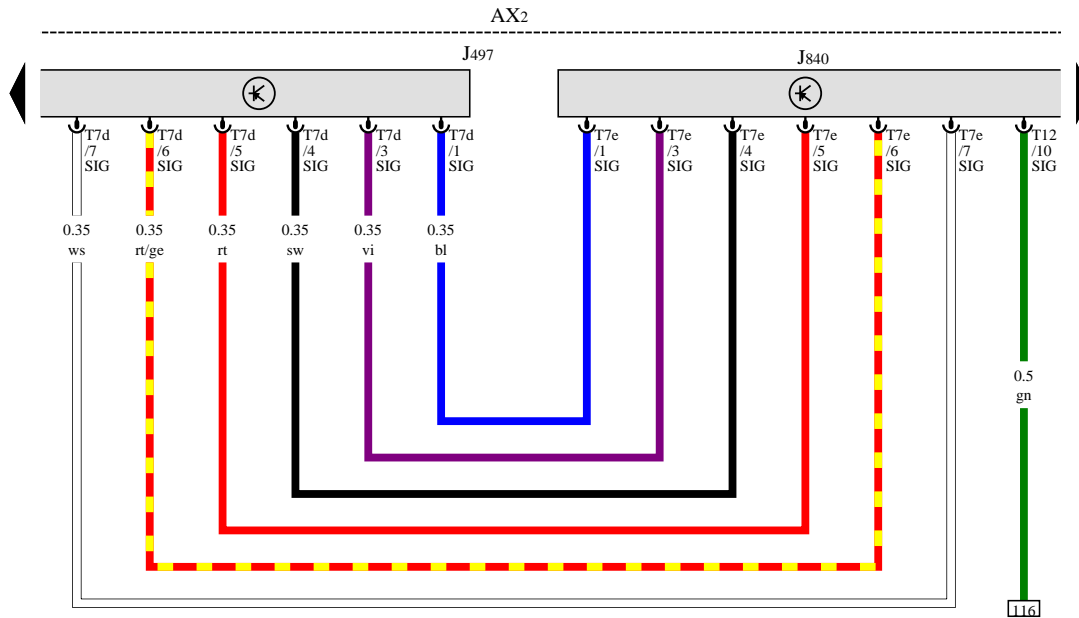 AX2
J497
J840
T7d
/7
SIG
T7d
/6
SIG
T7d
/5
SIG
T7d
/4
SIG
T7d
/3
SIG
T7d
/1
SIG
T7e
/1
SIG
T7e
/3
SIG
T7e
/4
SIG
T7e
/5
SIG
T7e
/6
SIG
T7e
/7
SIG
T12
/10
SIG
0.35
ws
0.35
rt/ge
0.35
rt
0.35
sw
0.35
vi
0.35
bl
0.5
gn
116